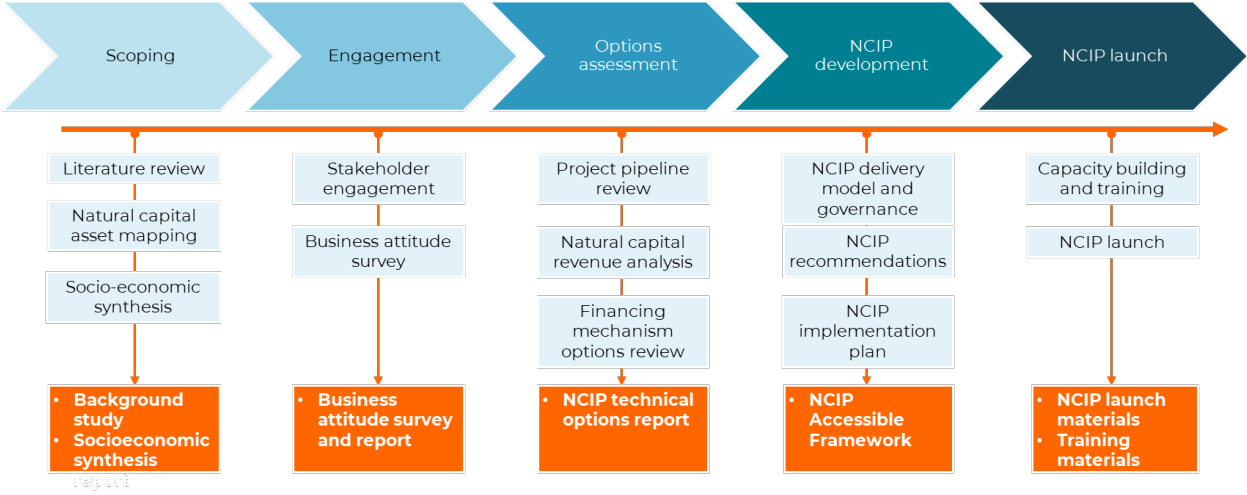 Scoping
Engagement
Options
assessment
NCIP
development
NCIP launch
Literature review
Natural capital
asset mapping
Socio-economic
synthesis
• Background
study
• Socioeconomic
synthesis
report
Stakeholder
engagement
Business attitude
survey
• Business
attitude survey
and report
Project pipeline
review
Natural capital
revenue analysis
Financing
mechanism
options review
• NCIP technical
options report
NCIP delivery
model and
governance
NCIP
recommendations
NCIP
implementation
plan
• NCIP
Accessible
Framework
Capacity building
and training
NCIP launch
• NCIP launch
materials
• Training
materials